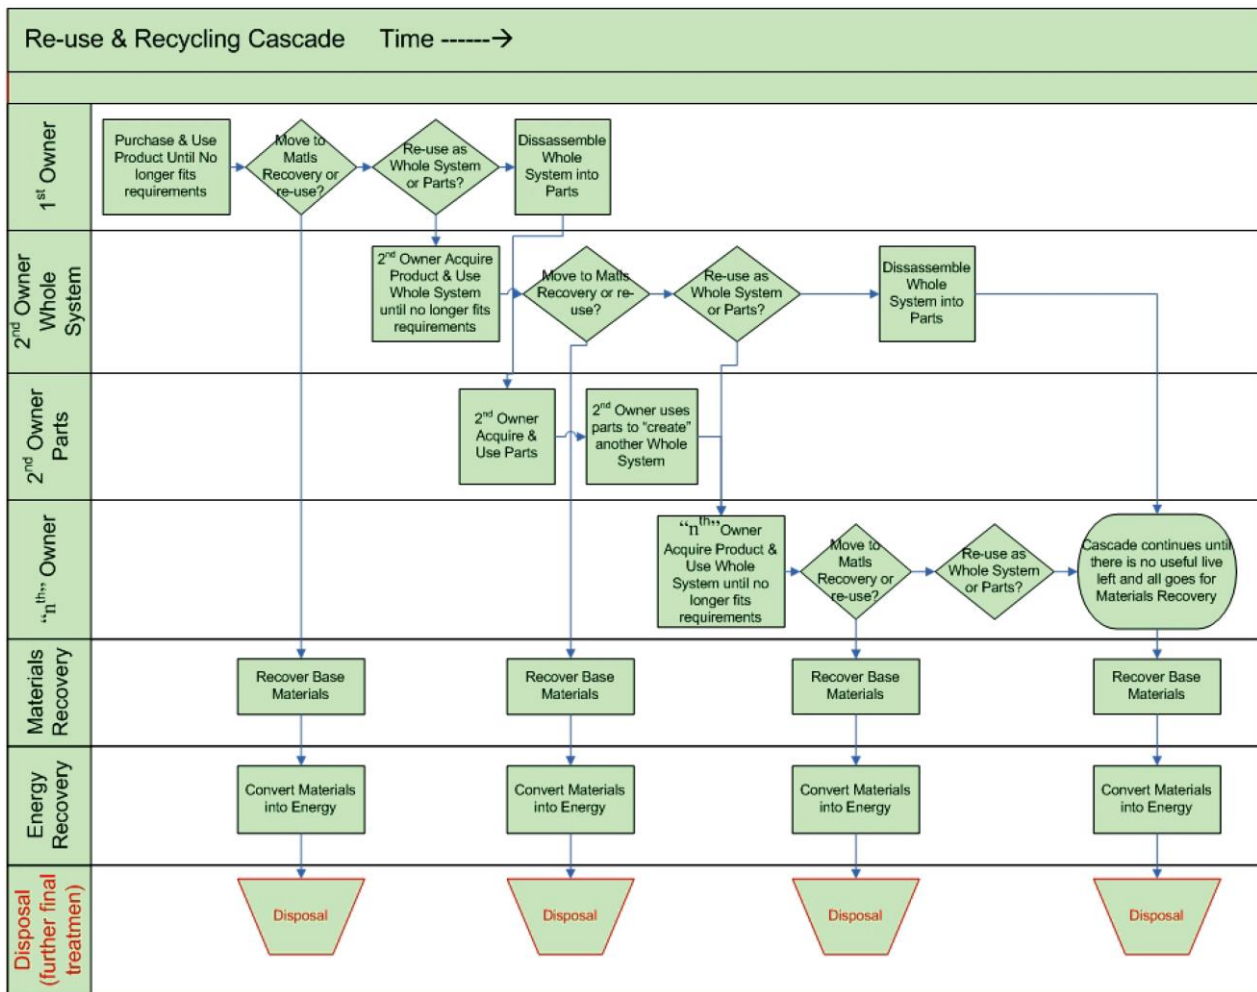 Re-use & Recycling Cascade Time ------→
1st Owner
Purchase & Use
Product Until No
longer fits
requirements
Move to
Matls
Recovery or
re-use?
Re-use as
Whole System
or Parts?
Dissassemble
Whole
System into
Parts
2nd Owner
Whole
System
2nd Owner Acquire
Product & Use
Whole System
until no longer fits
requirements
Move to Matls
Recovery or re-
use?
Re-use as
Whole System
or Parts?
Dissassemble
Whole
System into
Parts
2nd Owner
Parts
2nd Owner
Acquire &
Use Parts
2nd Owner uses
parts to “create”
another Whole
System
“nth” Owner
“nth” Owner
Acquire Product &
Use Whole
System until no
longer fits
requirements
Move to
Matls
Recovery or
re-use?
Re-use as
Whole System
or Parts?
Cascade continues until
there is no useful live
left and all goes for
Materials Recovery
Materials
Recovery
Recover Base
Materials
Recover Base
Materials
Recover Base
Materials
Recover Base
Materials
Energy
Recovery
Convert Materials
into Energy
Convert Materials
into Energy
Convert Materials
into Energy
Convert Materials
into Energy
Disposal
(further final
treatmen)
Disposal
Disposal
Disposal
Disposal